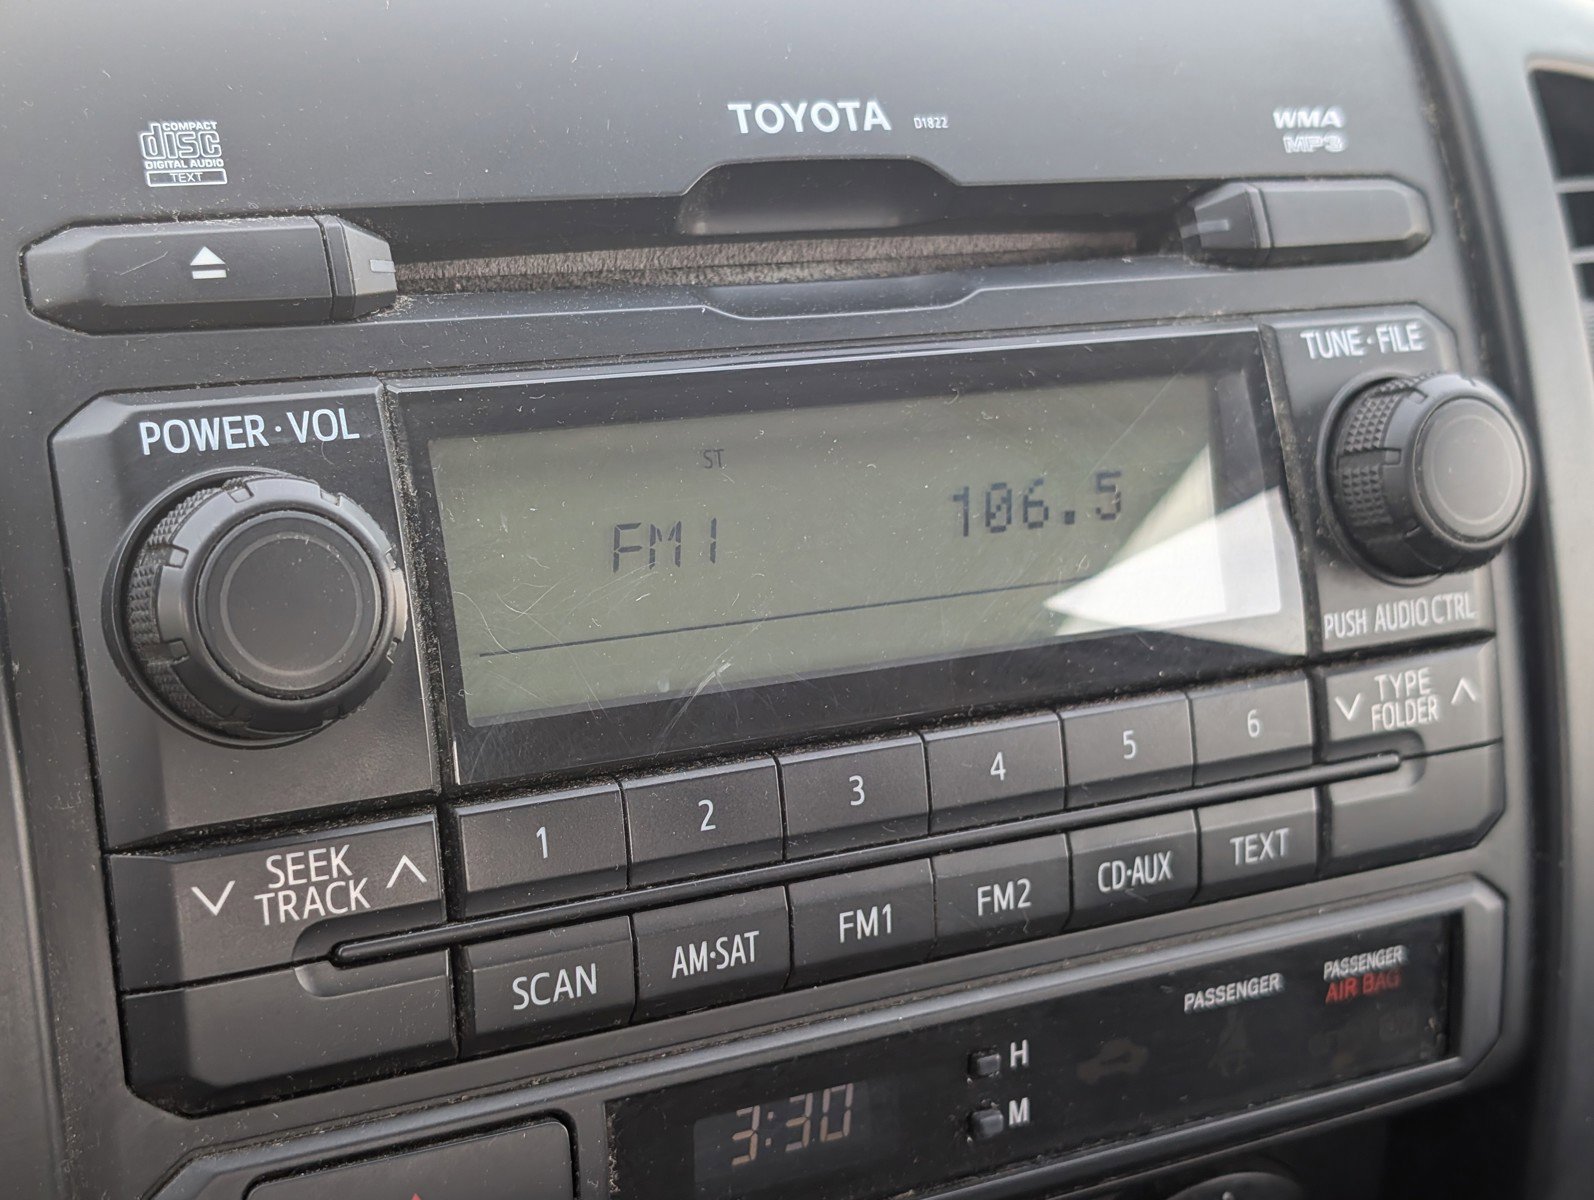 COMPACT
disc
DIGITAL AUDIO
TEXT
TOYOTA D1822
WMA
MP3
POWER·VOL
TUNE·FILE
ST
FM1 106.5
PUSH AUDIO CTRL
1 2 3 4 5 6
TYPE
FOLDER
SEEK
TRACK
SCAN AM·SAT FM1 FM2 CD·AUX TEXT
PASSENGER
PASSENGER
AIR BAG
H
M
3:30